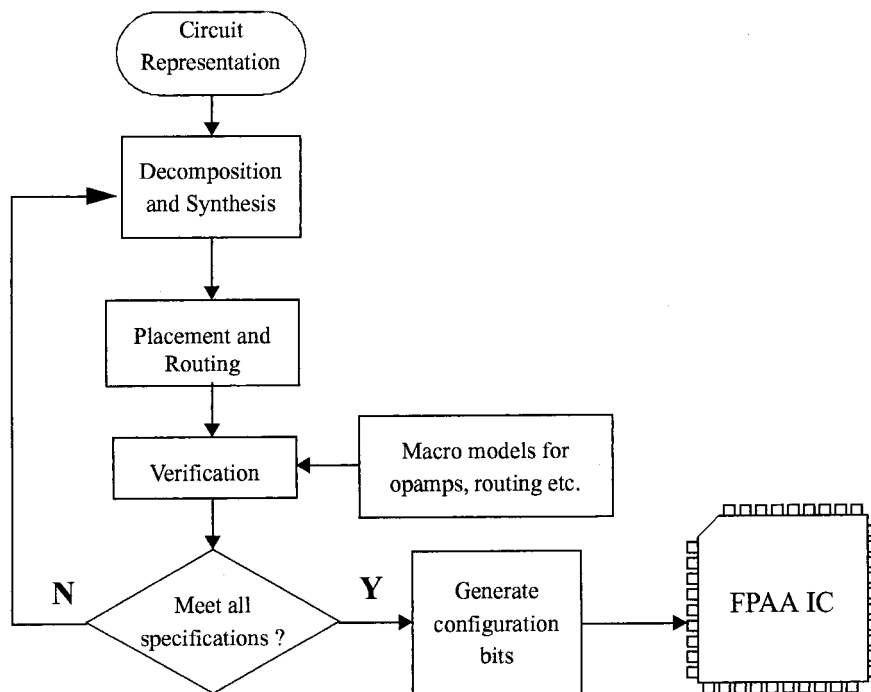 Circuit
Representation
Decomposition
and Synthesis
Placement and
Routing
Verification
Macro models for
opamps, routing etc.
Meet all
specifications ?
N
Y
Generate
configuration
bits
FPAA IC